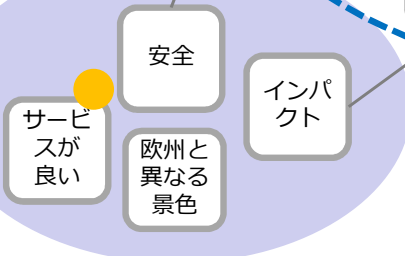 安全
インパ
クト
サービ
スが
良い
欧州と
異なる
景色